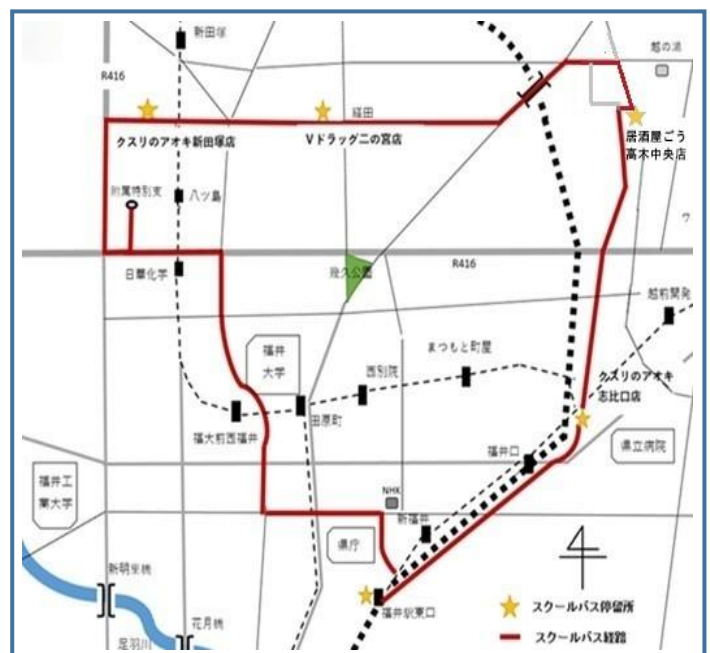 新田塚
越の湯
R416
経田
クスリのアオキ新田塚店
Vドラッグ二の宮店
居酒屋ごう
高木中央店
附属特別支
八ツ島
ワ
日華化学
幾久公園
R416
越前開発
福井
大学
まつもと町屋
西別院
クスリのアオキ
志比口店
田原町
福大前西福井
福井口
県立病院
福井工
業大学
NHK
新福井
県庁
新明里橋
福井駅東口
スクールバス停留所
花月橋
足羽川
スクールバス経路